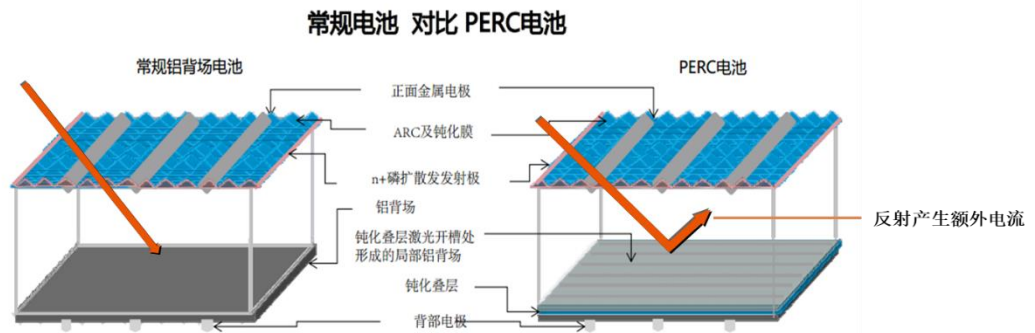 常规电池 对比 PERC电池
常规铝背场电池
PERC电池
正面金属电极
ARC及钝化膜
n+磷扩散发发射极
铝背场
反射产生额外电流
钝化叠层激光开槽处
形成的局部铝背场
钝化叠层
背部电极